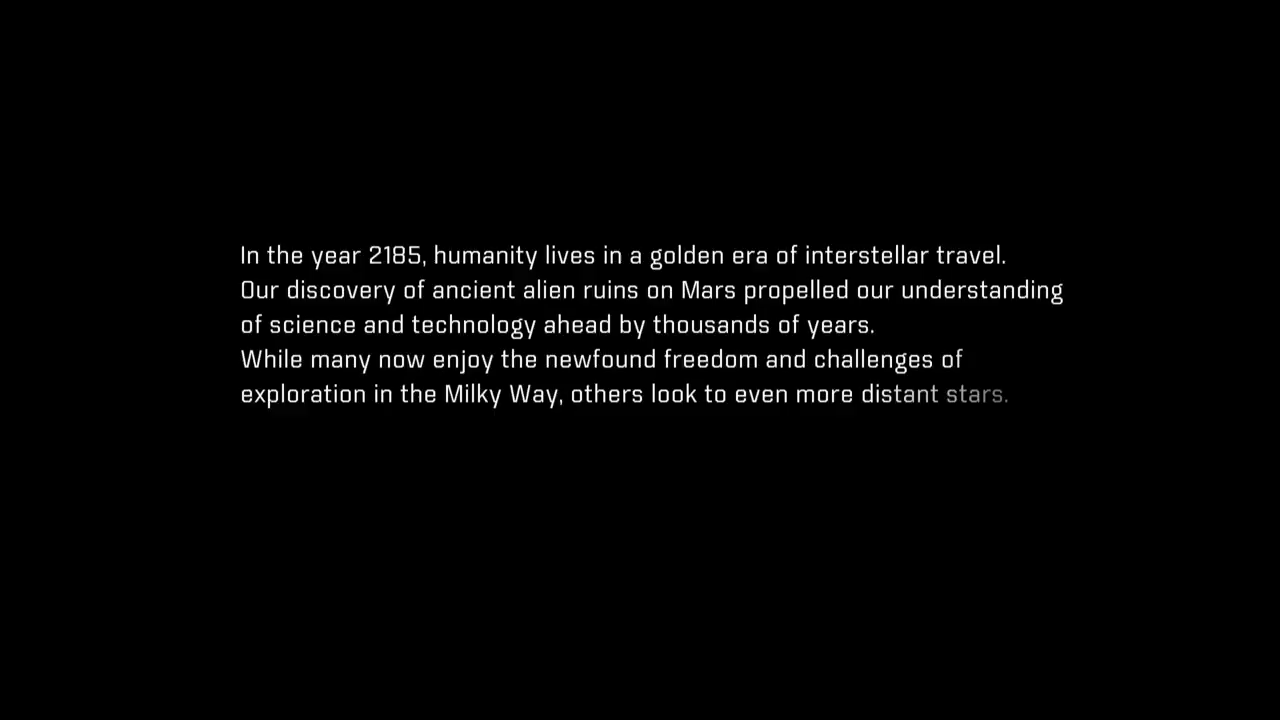 In the year 2185, humanity lives in a golden era of interstellar travel.
Our discovery of ancient alien ruins on Mars propelled our understanding
of science and technology ahead by thousands of years.
While many now enjoy the newfound freedom and challenges of
exploration in the Milky Way, others look to even more distant stars.